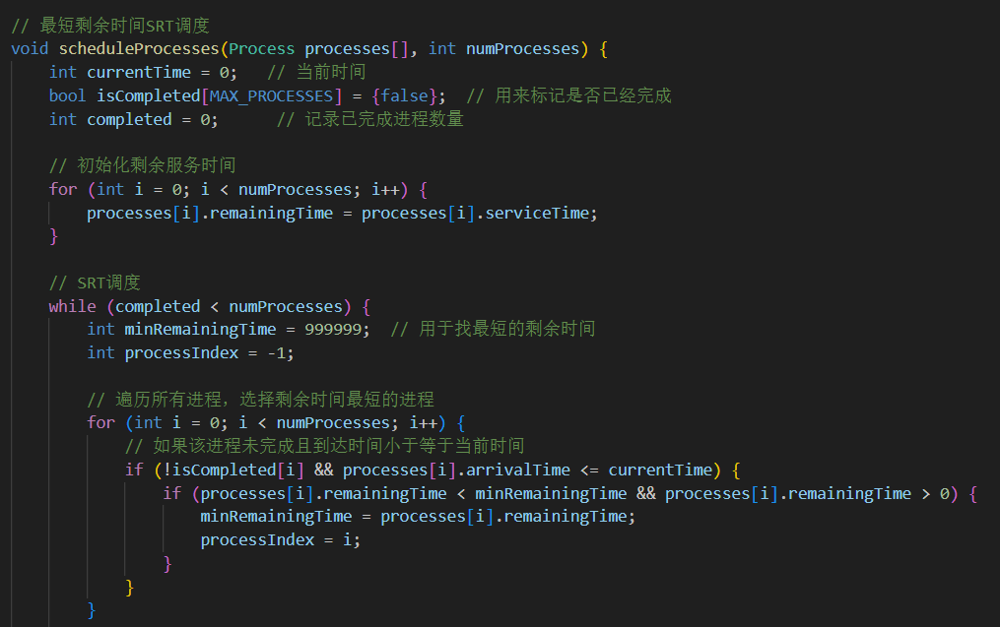 // 最短剩余时间SRT调度
void scheduleProcesses(Process processes[], int numProcesses) {
    int currentTime = 0;   // 当前时间
    bool isCompleted[MAX_PROCESSES] = {false};  // 用来标记是否已经完成
    int completed = 0;      // 记录已完成进程数量

    // 初始化剩余服务时间
    for (int i = 0; i < numProcesses; i++) {
        processes[i].remainingTime = processes[i].serviceTime;
    }

    // SRT调度
    while (completed < numProcesses) {
        int minRemainingTime = 999999;  // 用于找最短的剩余时间
        int processIndex = -1;

        // 遍历所有进程，选择剩余时间最短的进程
        for (int i = 0; i < numProcesses; i++) {
            // 如果该进程未完成且到达时间小于等于当前时间
            if (!isCompleted[i] && processes[i].arrivalTime <= currentTime) {
                if (processes[i].remainingTime < minRemainingTime && processes[i].remainingTime > 0) {
                    minRemainingTime = processes[i].remainingTime;
                    processIndex = i;
                }
            }
        }